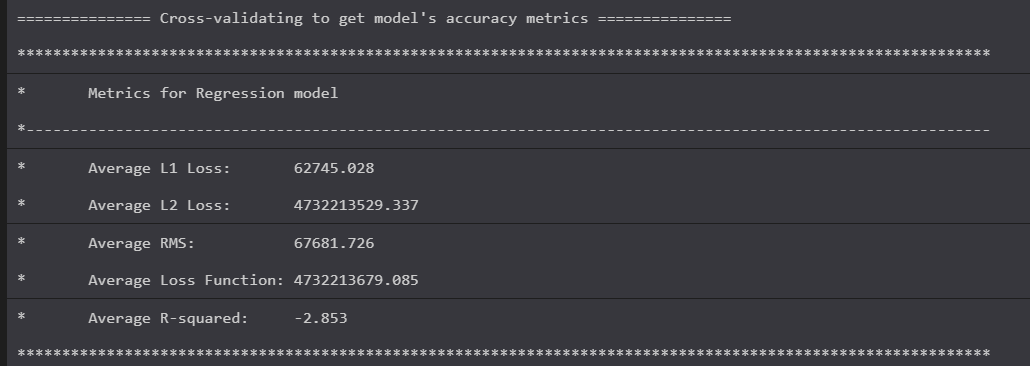 =============== Cross-validating to get model's accuracy metrics ===============
*************************************************************************************************************
*       Metrics for Regression model
*------------------------------------------------------------------------------------------------------------
*       Average L1 Loss:       62745.028
*       Average L2 Loss:       4732213529.337
*       Average RMS:           67681.726
*       Average Loss Function: 4732213679.085
*       Average R-squared:     -2.853
*************************************************************************************************************